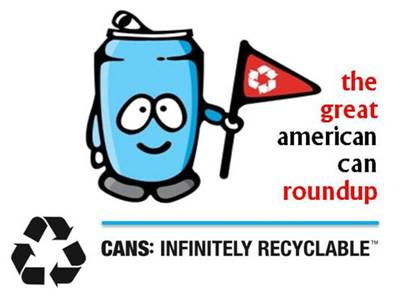 the
great
american
can
roundup
CANS: INFINITELY RECYCLABLE™